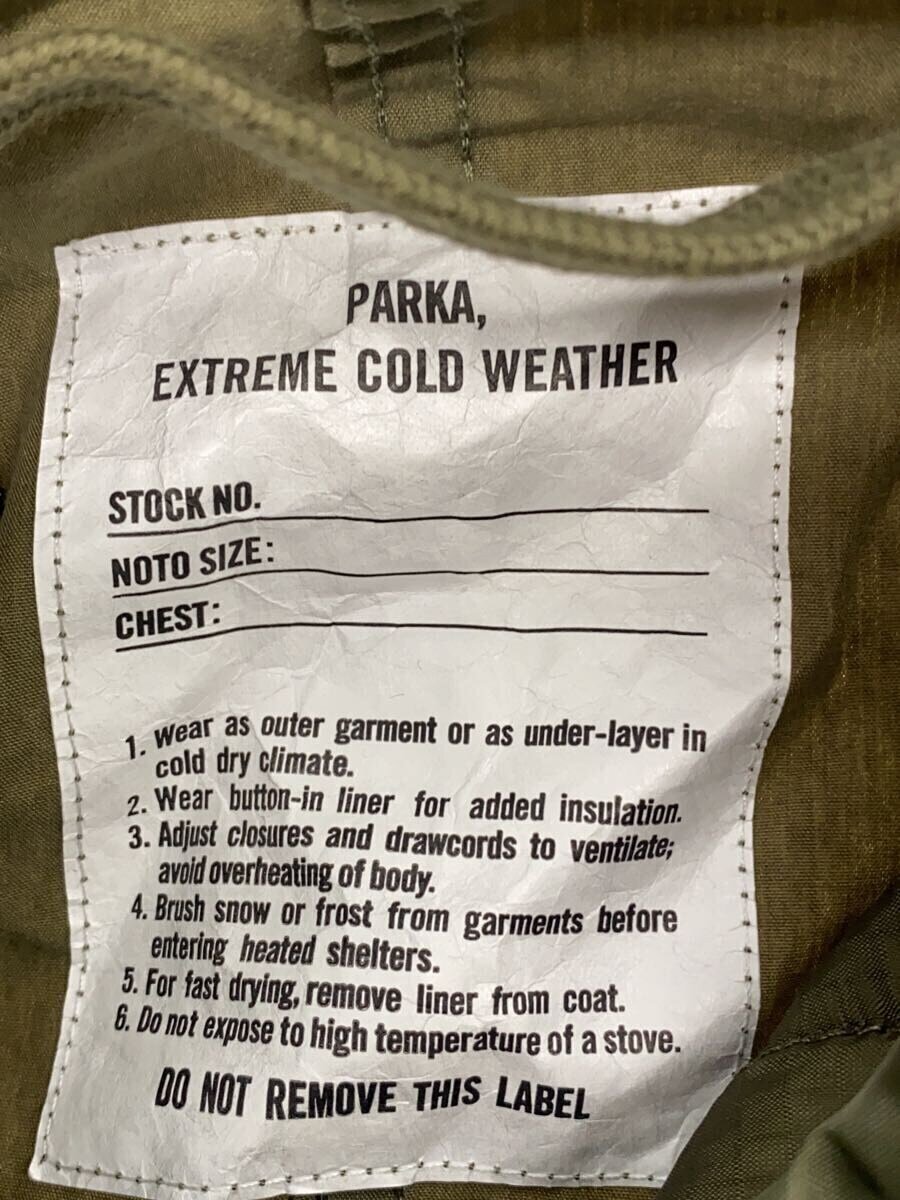 PARKA,
EXTREME COLD WEATHER
STOCK NO.
NOTO SIZE:
CHEST:
1. Wear as outer garment or as under-layer in
cold dry climate.
2. Wear button-in liner for added insulation.
3. Adjust closures and drawcords to ventilate;
avoid overheating of body.
4. Brush snow or frost from garments before
entering heated shelters.
5. For fast drying, remove liner from coat.
6. Do not expose to high temperature of a stove.
DO NOT REMOVE THIS LABEL